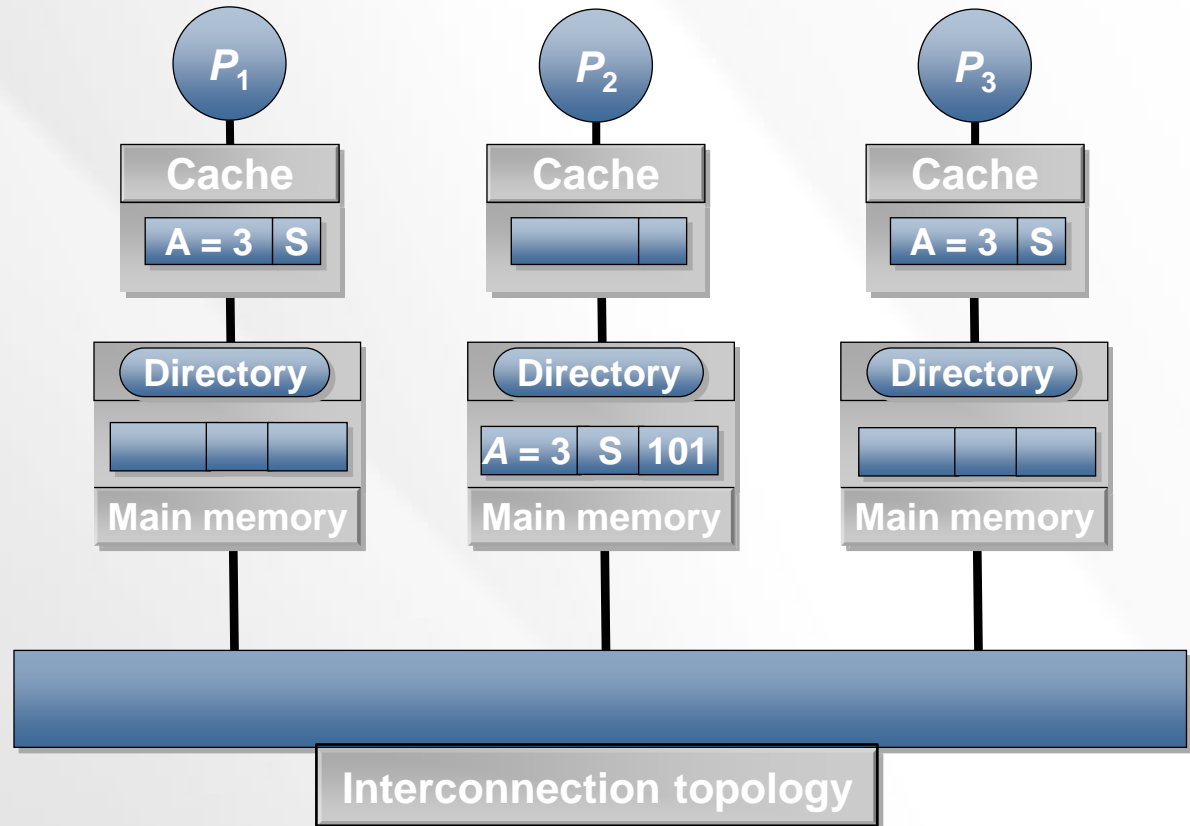 P1 P2 P3
Cache Cache Cache
A = 3 S A = 3 S
Directory Directory Directory
A = 3 S 101
Main memory Main memory Main memory
Interconnection topology